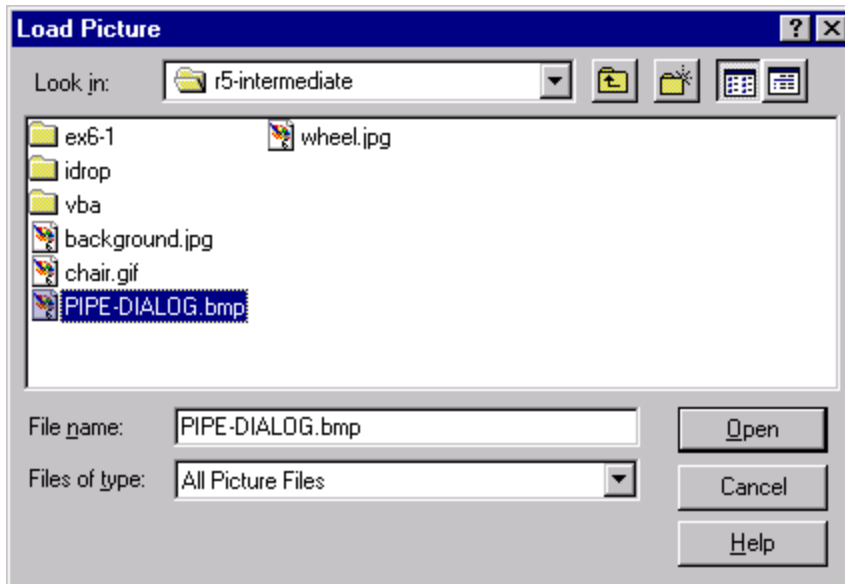 Load Picture
Look in: r5-intermediate
ex6-1
idrop
vba
background.jpg
chair.gif
PIPE-DIALOG.bmp
wheel.jpg
File name: PIPE-DIALOG.bmp
Open
Files of type: All Picture Files
Cancel
Help